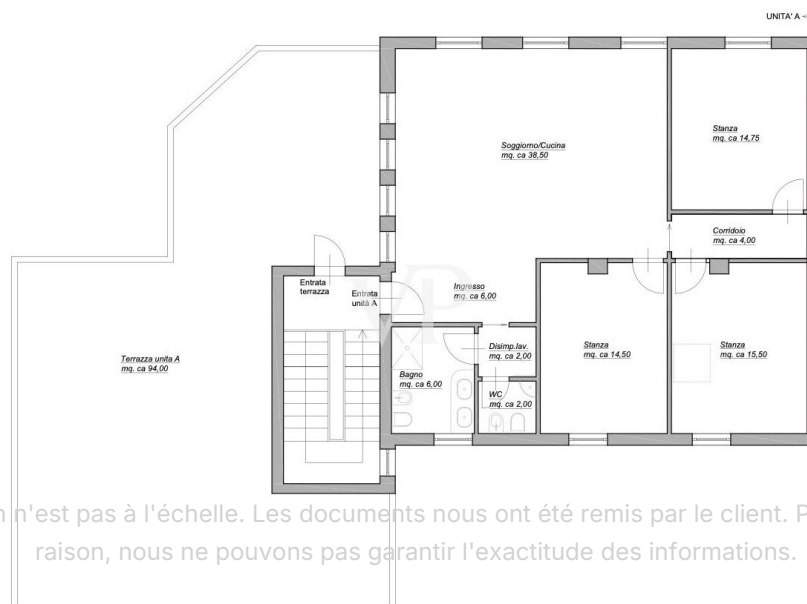 UNITA' A
Stanza
mq. ca 14,75
Soggiorno/Cucina
mq. ca 38,50
Corridoio
mq. ca 4,00
Entrata
terrazza
Entrata
unità A
Ingresso
mq. ca 6,00
Disimp.lav.
mq. ca 2,00
Stanza
mq. ca 14,50
Stanza
mq. ca 15,50
Terrazza unita A
mq. ca 94,00
Bagno
mq. ca 6,00
WC
mq. ca 2,00
VP
n'est pas à l'échelle. Les documents nous ont été remis par le client. P
raison, nous ne pouvons pas garantir l'exactitude des informations.